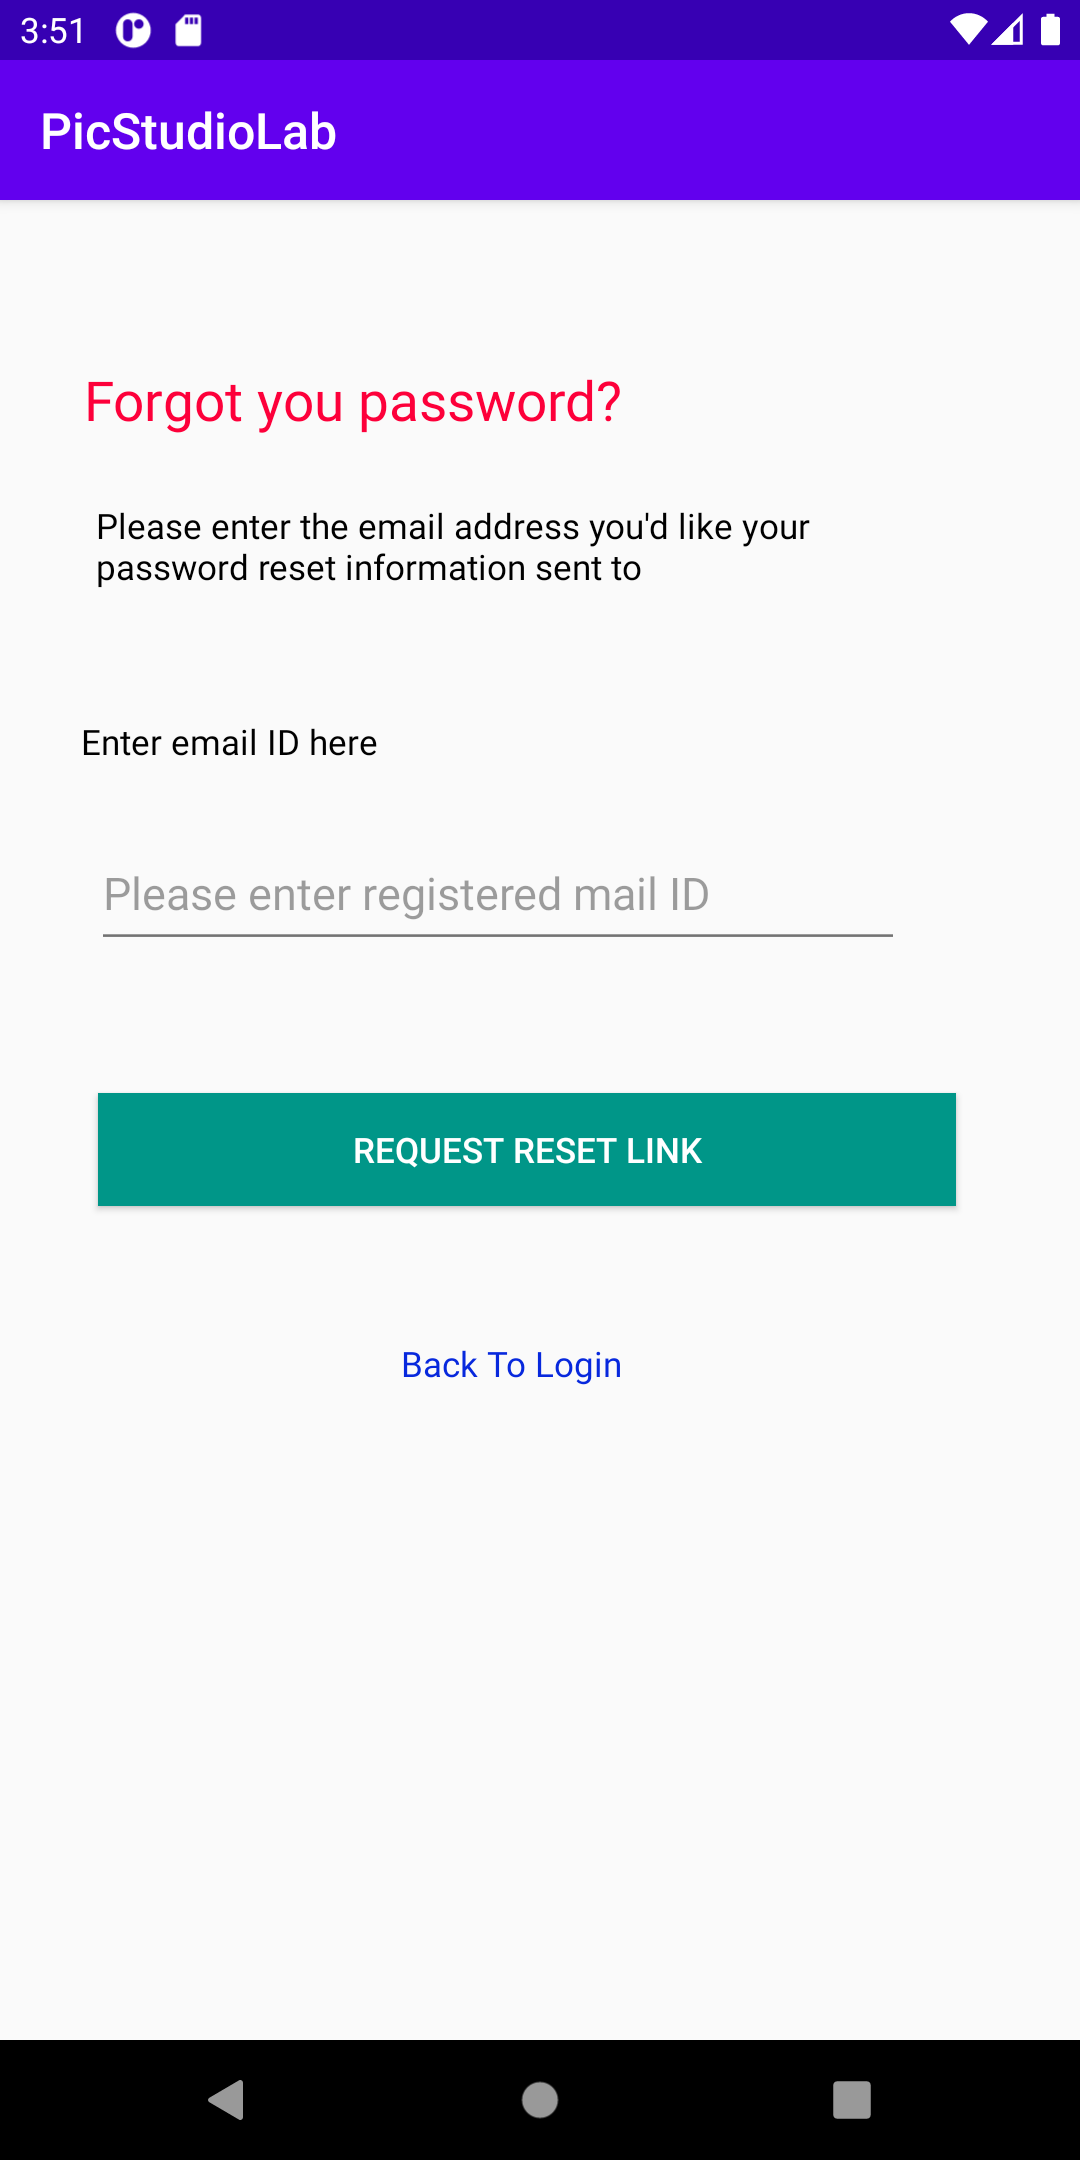 3:51
PicStudioLab
Forgot you password?
Please enter the email address you'd like your
password reset information sent to
Enter email ID here
Please enter registered mail ID
REQUEST RESET LINK
Back To Login